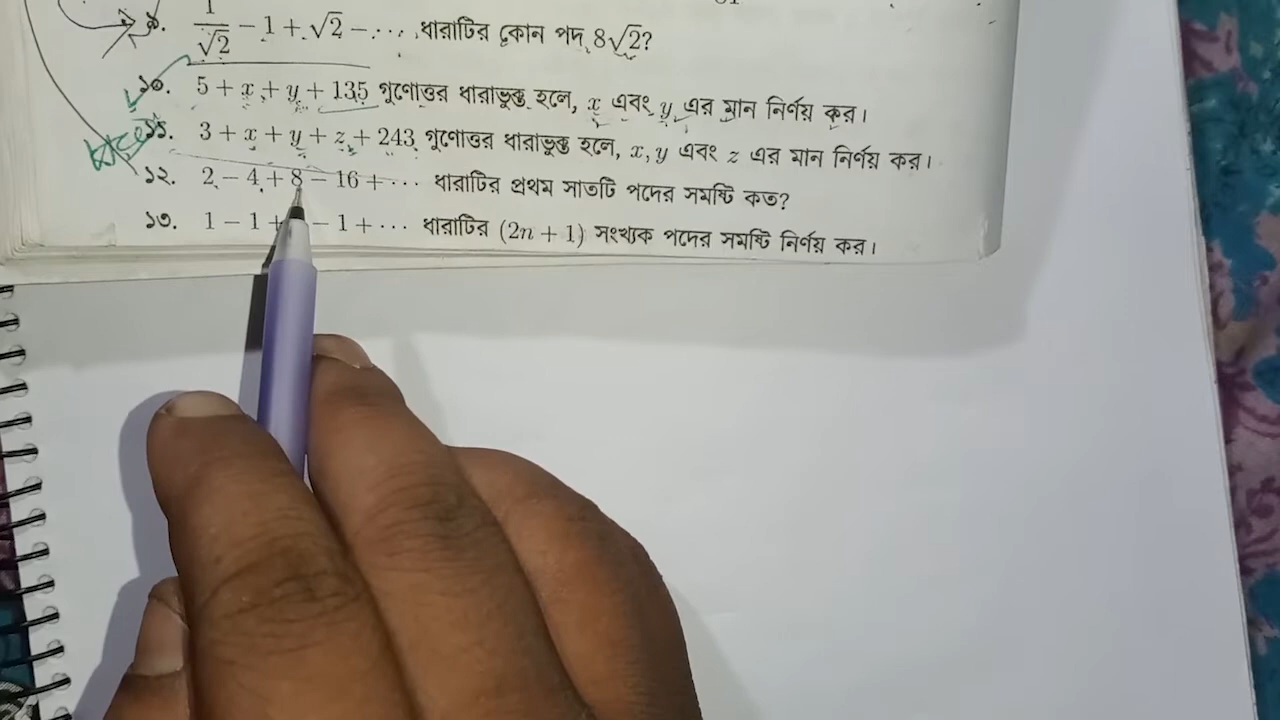 ৯. 1/√2 − 1 + √2 − ⋯ ধারাটির কোন পদ 8√2?
১০. 5 + x + y + 135 গুণোত্তর ধারাভুক্ত হলে, x এবং y এর মান নির্ণয় কর।
১১. 3 + x + y + z + 243 গুণোত্তর ধারাভুক্ত হলে, x, y এবং z এর মান নির্ণয় কর।
১২. 2 − 4 + 8 − 16 + ⋯ ধারাটির প্রথম সাতটি পদের সমষ্টি কত?
১৩. 1 − 1 + − 1 + ⋯ ধারাটির (2n + 1) সংখ্যক পদের সমষ্টি নির্ণয় কর।